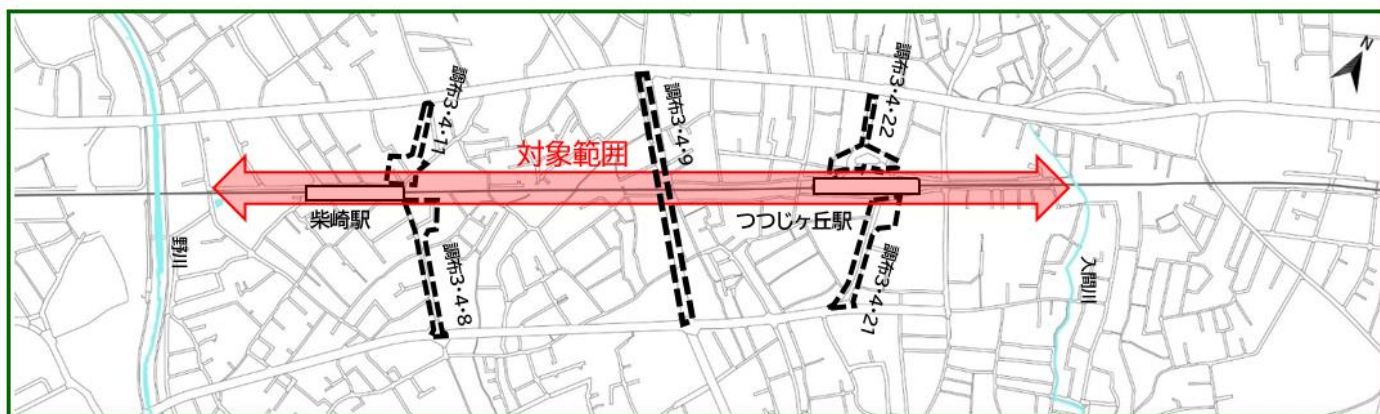 N
調布3・4・11
調布3・4・9
調布3・4・22
対象範囲
柴崎駅
つつじヶ丘駅
野川
調布3・4・8
調布3・4・21
入間川